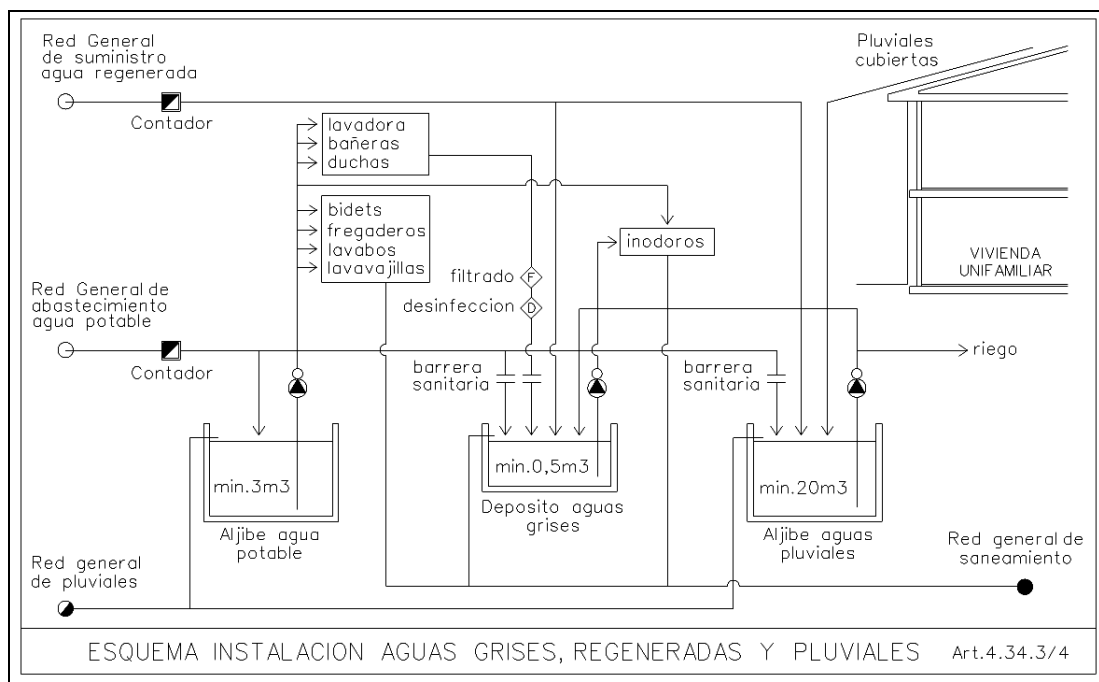 Red General
de suministro
agua regenerada
Contador
Pluviales
cubiertas
lavadora
bañeras
duchas
bidets
fregaderos
lavabos
lavavajillas
inodoros
VIVIENDA
UNIFAMILIAR
filtrado
F
desinfeccion
D
Red General de
abastecimiento
agua potable
Contador
barrera
sanitaria
barrera
sanitaria
riego
min.3m3
min.0,5m3
min.20m3
Aljibe agua
potable
Deposito aguas
grises
Aljibe aguas
pluviales
Red general de
saneamiento
Red general
de pluviales
ESQUEMA INSTALACION AGUAS GRISES, REGENERADAS Y PLUVIALES Art.4.34.3/4